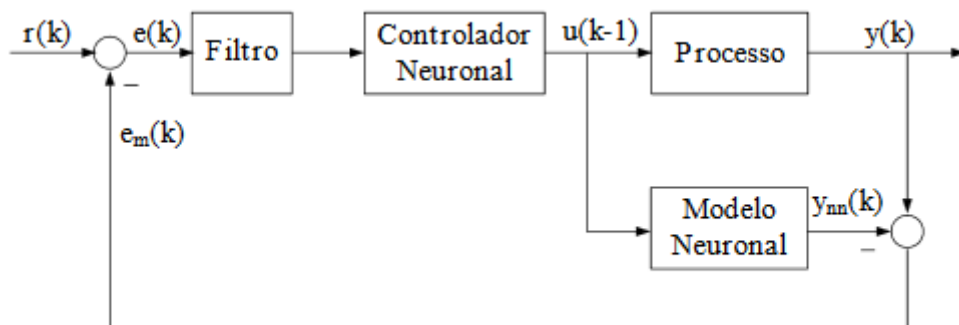 r(k)
e(k)
Filtro
Controlador
Neuronal
u(k-1)
Processo
y(k)
–
eₘ(k)
Modelo
Neuronal
yₙₙ(k)
–